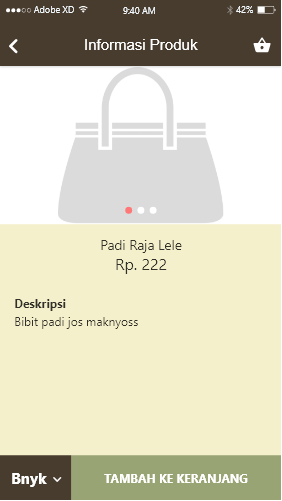 Adobe XD 9:40 AM 42%
Informasi Produk
Padi Raja Lele
Rp. 222
Deskripsi
Bibit padi jos maknyoss
Bnyk TAMBAH KE KERANJANG